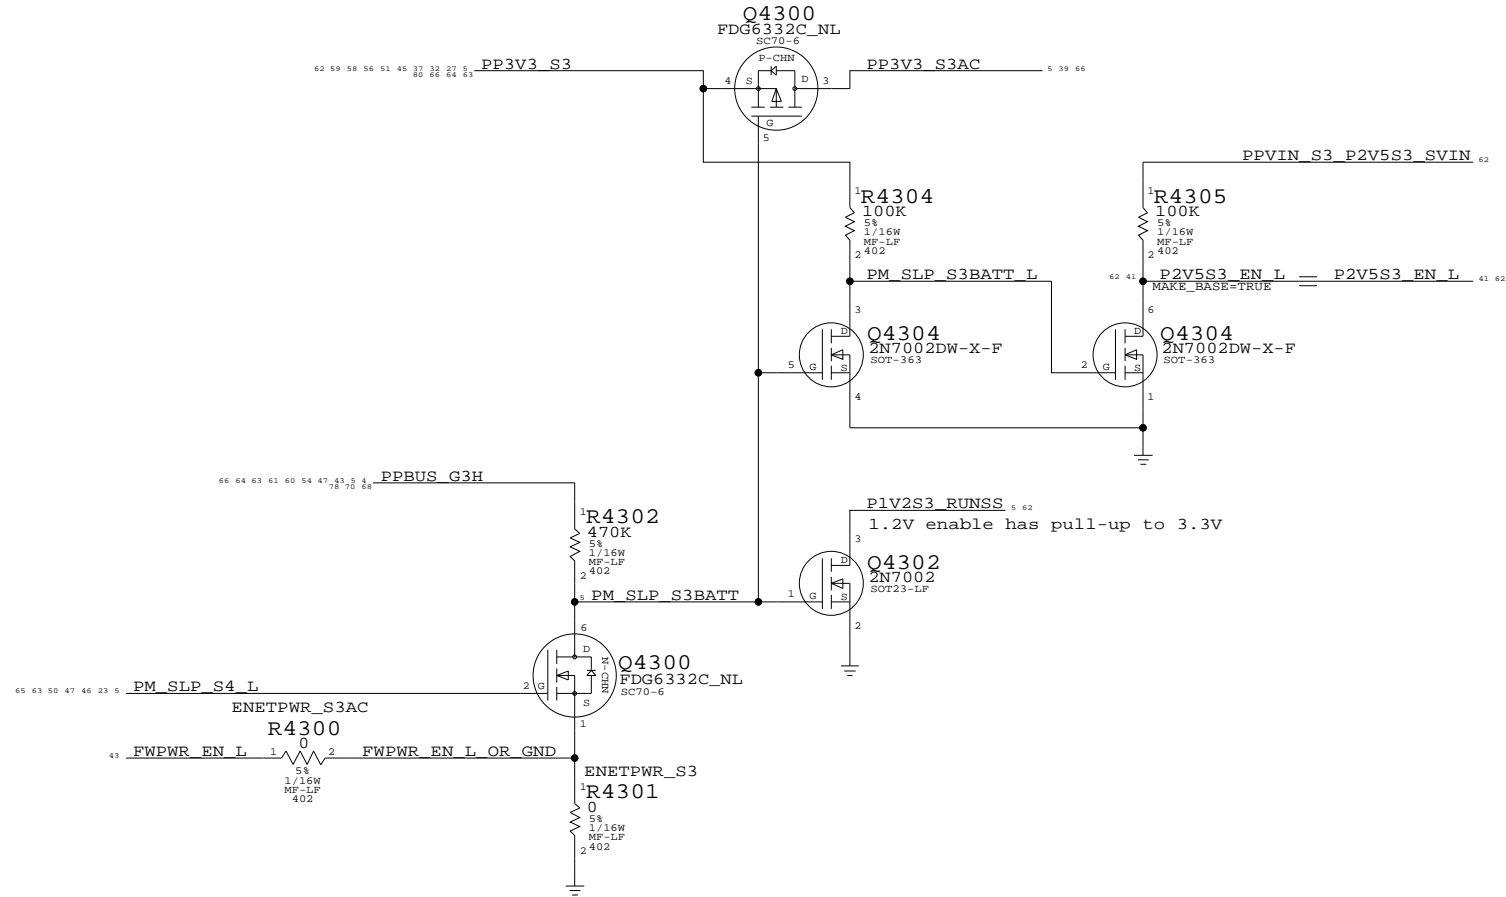 Q4300
FDG6332C_NL
SC70-6
P-CHN
62 59 58 56 51 45 37 32 27 5
80 66 64 63
PP3V3_S3
4
S
D
3
PP3V3_S3AC
5 39 66
G
5
PPVIN_S3_P2V5S3_SVIN
62
1
R4304
100K
5%
1/16W
MF-LF
402
2
1
R4305
100K
5%
1/16W
MF-LF
402
2
PM_SLP_S3BATT_L
62 41
P2V5S3_EN_L
MAKE_BASE=TRUE
P2V5S3_EN_L
41 62
3
D
Q4304
2N7002DW-X-F
SOT-363
5
G
S
4
6
D
Q4304
2N7002DW-X-F
SOT-363
2
G
S
1
66 64 63 61 60 54 47 43 5 4
78 70 68
PPBUS_G3H
1
R4302
470K
5%
1/16W
MF-LF
402
2
P1V2S3_RUNSS
5 62
1.2V enable has pull-up to 3.3V
3
D
Q4302
2N7002
SOT23-LF
5
PM_SLP_S3BATT
1
G
S
2
6
D
N-CHN
Q4300
FDG6332C_NL
SC70-6
65 63 50 47 46 23 5
PM_SLP_S4_L
2
G
S
1
ENETPWR_S3AC
R4300
0
43
FWPWR_EN_L
1
2
FWPWR_EN_L_OR_GND
5%
1/16W
MF-LF
402
ENETPWR_S3
1
R4301
0
5%
1/16W
MF-LF
402
2